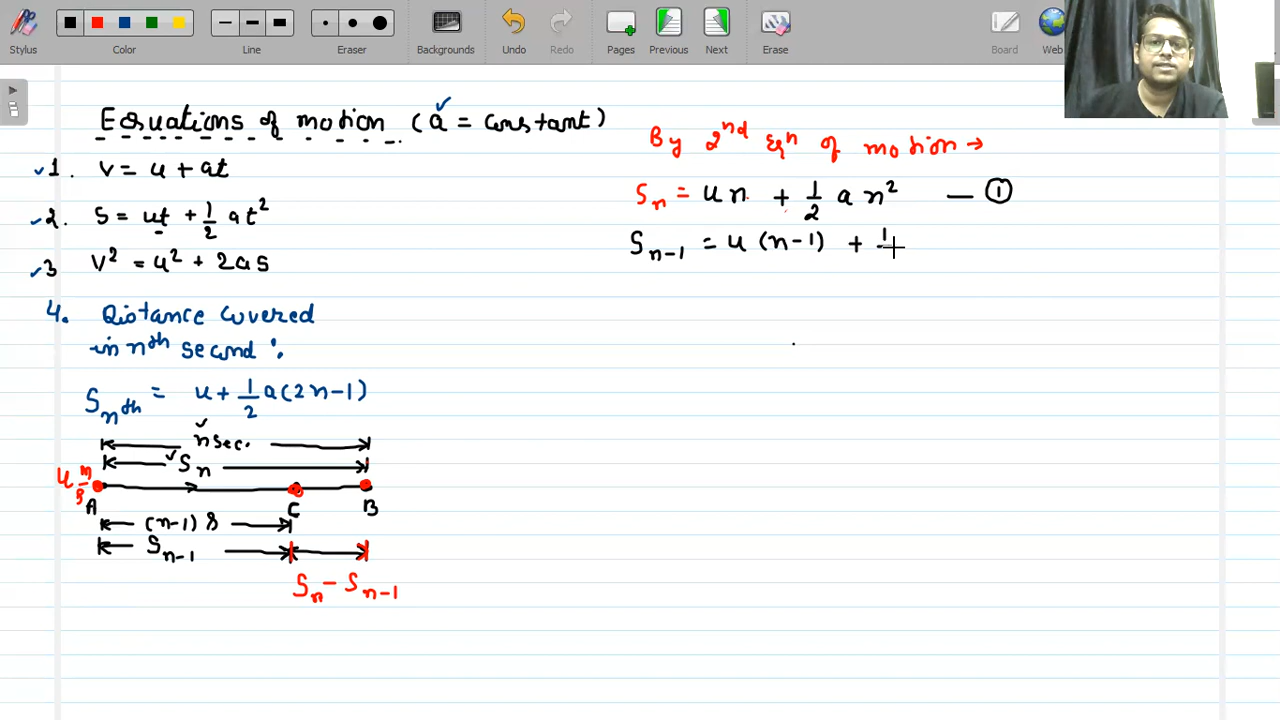 Stylus Color Line Eraser Backgrounds Undo Redo Pages Previous Next Erase Board Web
Equations of motion (a = constant)
1. v = u + at
2. s = ut + 1/2 at²
3 v² = u² + 2as
4. Distance covered
in nth second :
Snth = u + 1/2 a(2n-1)
n sec.
Sn
u m/s
A C B
(n-1) s
Sn-1
Sn - Sn-1
By 2nd Eqn of motion →
Sn = un + 1/2 a n² — ①
Sn-1 = u (n-1) + 1